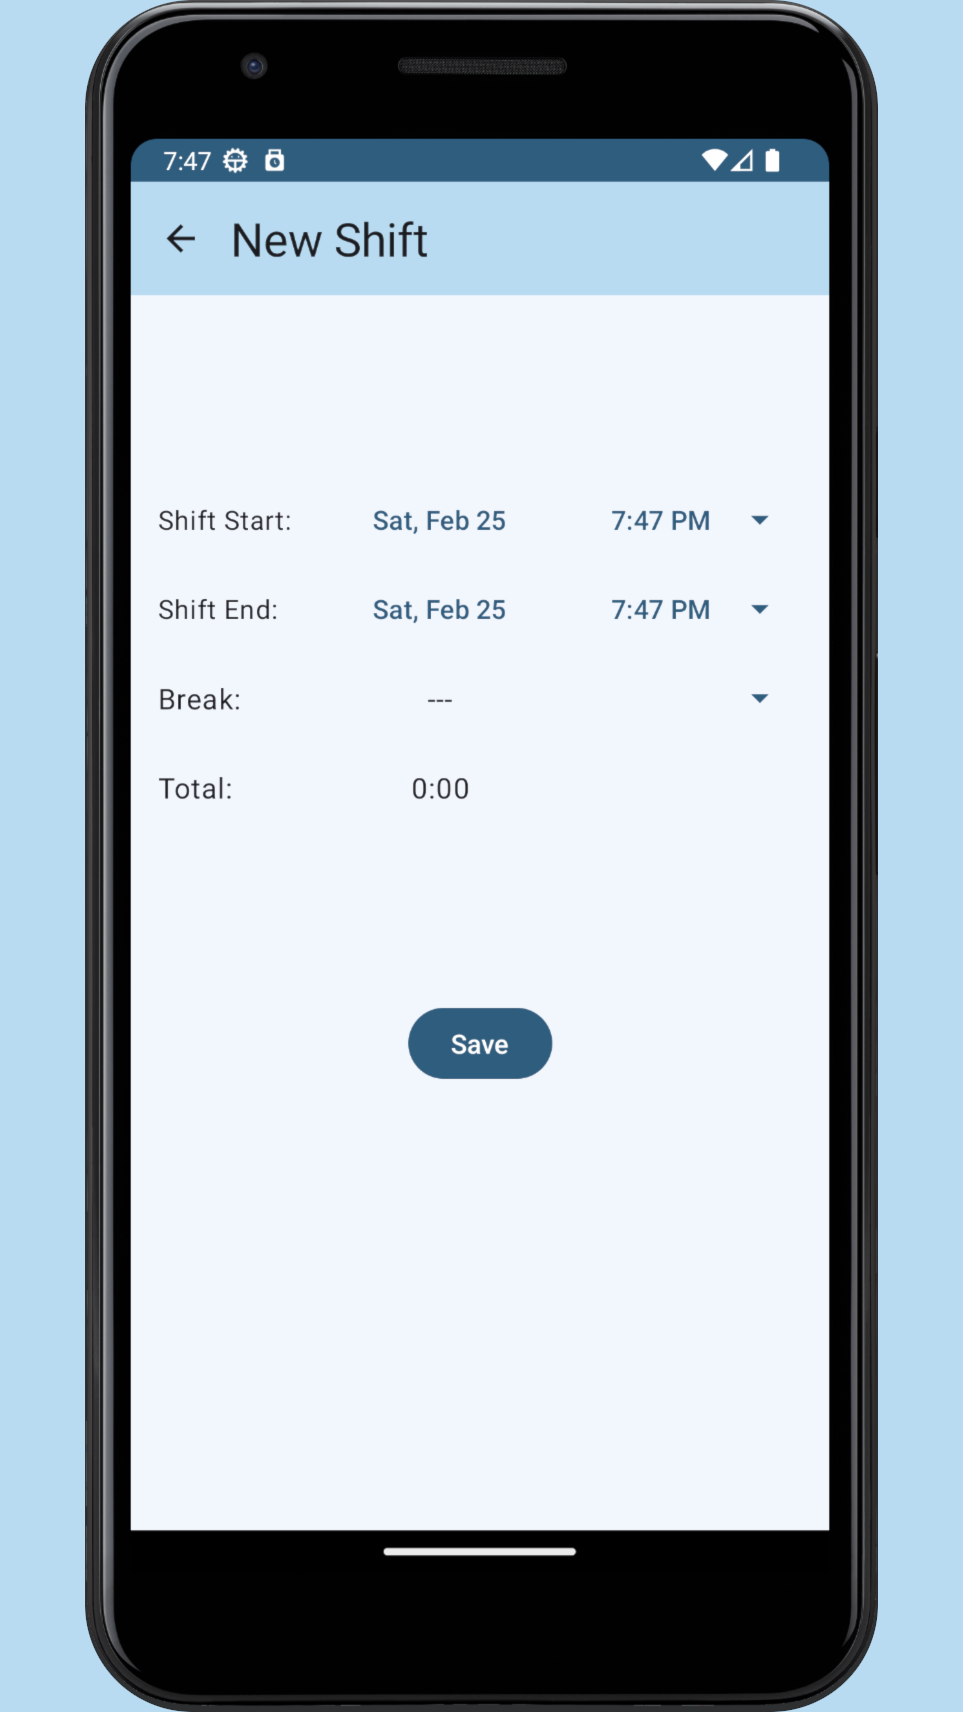 7:47
New Shift
Shift Start: Sat, Feb 25 7:47 PM
Shift End: Sat, Feb 25 7:47 PM
Break: ---
Total: 0:00
Save